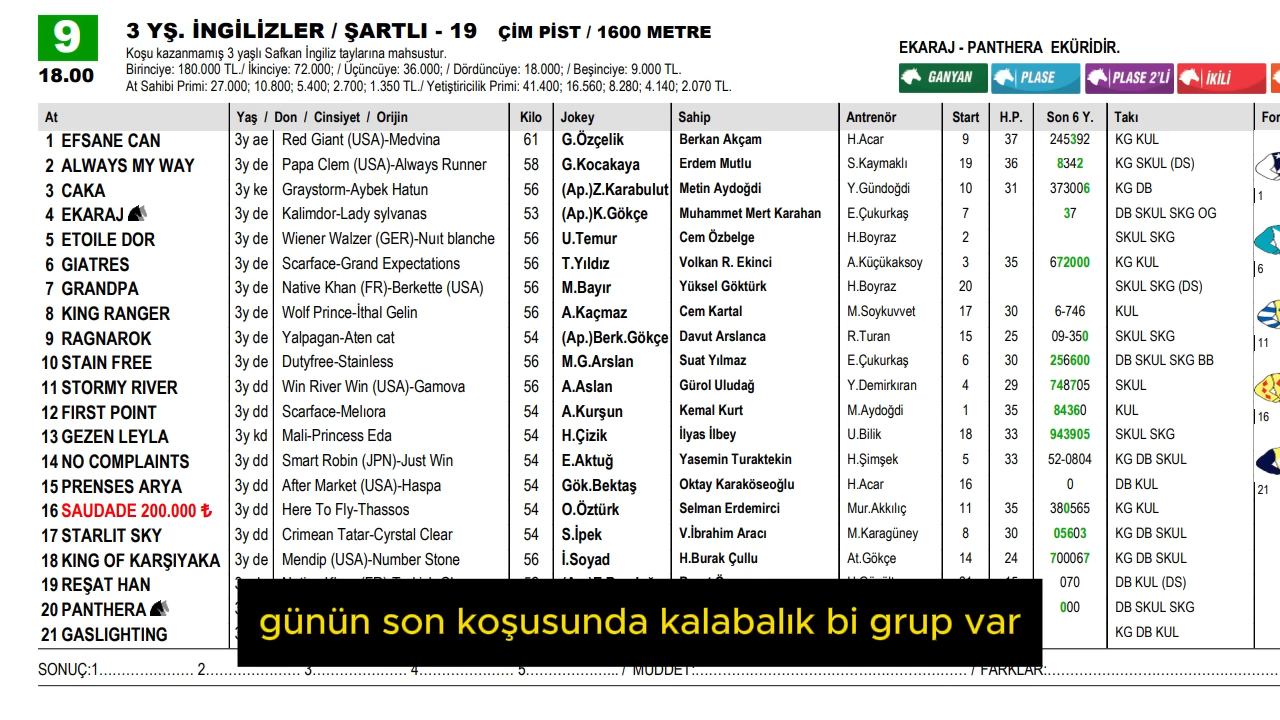 9
18.00
3 YŞ. İNGİLİZLER / ŞARTLI - 19 ÇİM PİST / 1600 METRE
Koşu kazanmamış 3 yaşlı Safkan İngiliz taylarına mahsustur.
Birinciye: 180.000 TL./ İkinciye: 72.000; / Üçüncüye: 36.000; / Dördüncüye: 18.000; / Beşinciye: 9.000 TL.
At Sahibi Primi: 27.000; 10.800; 5.400; 2.700; 1.350 TL./ Yetiştiricilik Primi: 41.400; 16.560; 8.280; 4.140; 2.070 TL.
EKARAJ - PANTHERA EKÜRİDİR.
GANYAN PLASE PLASE 2'Lİ İKİLİ
At Yaş / Don / Cinsiyet / Orijin Kilo Jokey Sahip Antrenör Start H.P. Son 6 Y. Takı For
1 EFSANE CAN 3y ae Red Giant (USA)-Medvina 61 G.Özçelik Berkan Akçam H.Acar 9 37 245392 KG KUL
2 ALWAYS MY WAY 3y de Papa Clem (USA)-Always Runner 58 G.Kocakaya Erdem Mutlu S.Kaymaklı 19 36 8342 KG SKUL (DS)
3 CAKA 3y ke Graystorm-Aybek Hatun 56 (Ap.)Z.Karabulut Metin Aydoğdi Y.Gündoğdi 10 31 373006 KG DB 1
4 EKARAJ 3y de Kalimdor-Lady sylvanas 53 (Ap.)K.Gökçe Muhammet Mert Karahan E.Çukurkaş 7 37 DB SKUL SKG OG
5 ETOILE DOR 3y de Wiener Walzer (GER)-Nuıt blanche 56 U.Temur Cem Özbelge H.Boyraz 2 SKUL SKG
6 GIATRES 3y de Scarface-Grand Expectations 56 T.Yıldız Volkan R. Ekinci A.Küçükaksoy 3 35 672000 KG KUL 6
7 GRANDPA 3y de Native Khan (FR)-Berkette (USA) 56 M.Bayır Yüksel Göktürk H.Boyraz 20 SKUL SKG (DS)
8 KING RANGER 3y de Wolf Prince-İthal Gelin 56 A.Kaçmaz Cem Kartal M.Soykuvvet 17 30 6-746 KUL
9 RAGNAROK 3y de Yalpagan-Aten cat 54 (Ap.)Berk.Gökçe Davut Arslanca R.Turan 15 25 09-350 SKUL SKG 11
10 STAIN FREE 3y de Dutyfree-Stainless 56 M.G.Arslan Suat Yılmaz E.Çukurkaş 6 30 256600 DB SKUL SKG BB
11 STORMY RIVER 3y dd Win River Win (USA)-Gamova 56 A.Aslan Gürol Uludağ Y.Demirkıran 4 29 748705 SKUL
12 FIRST POINT 3y dd Scarface-Melıora 54 A.Kurşun Kemal Kurt M.Aydoğdi 1 35 84360 KUL 16
13 GEZEN LEYLA 3y kd Mali-Princess Eda 54 H.Çizik İlyas İlbey U.Bilik 18 33 943905 SKUL SKG
14 NO COMPLAINTS 3y dd Smart Robin (JPN)-Just Win 54 E.Aktuğ Yasemin Turaktekin H.Şimşek 5 33 52-0804 KG DB SKUL
15 PRENSES ARYA 3y dd After Market (USA)-Haspa 54 Gök.Bektaş Oktay Karaköseoğlu H.Acar 16 0 DB KUL 21
16 SAUDADE 200.000 ₺ 3y dd Here To Fly-Thassos 54 O.Öztürk Selman Erdemirci Mur.Akkılıç 11 35 380565 KG KUL
17 STARLIT SKY 3y dd Crimean Tatar-Cyrstal Clear 54 S.İpek V.İbrahim Aracı M.Karagüney 8 30 05603 KG DB SKUL
18 KING OF KARŞIYAKA 3y de Mendip (USA)-Number Stone 56 İ.Soyad H.Burak Çullu At.Gökçe 14 24 700067 KG DB SKUL
19 REŞAT HAN 070 DB KUL (DS)
20 PANTHERA 000 DB SKUL SKG
21 GASLIGHTING KG DB KUL
günün son koşusunda kalabalık bi grup var
SONUÇ:1..................... 2..................... 3..................... 4..................... 5..................... / MÜDDET:..................... / FARKLAR:.....................